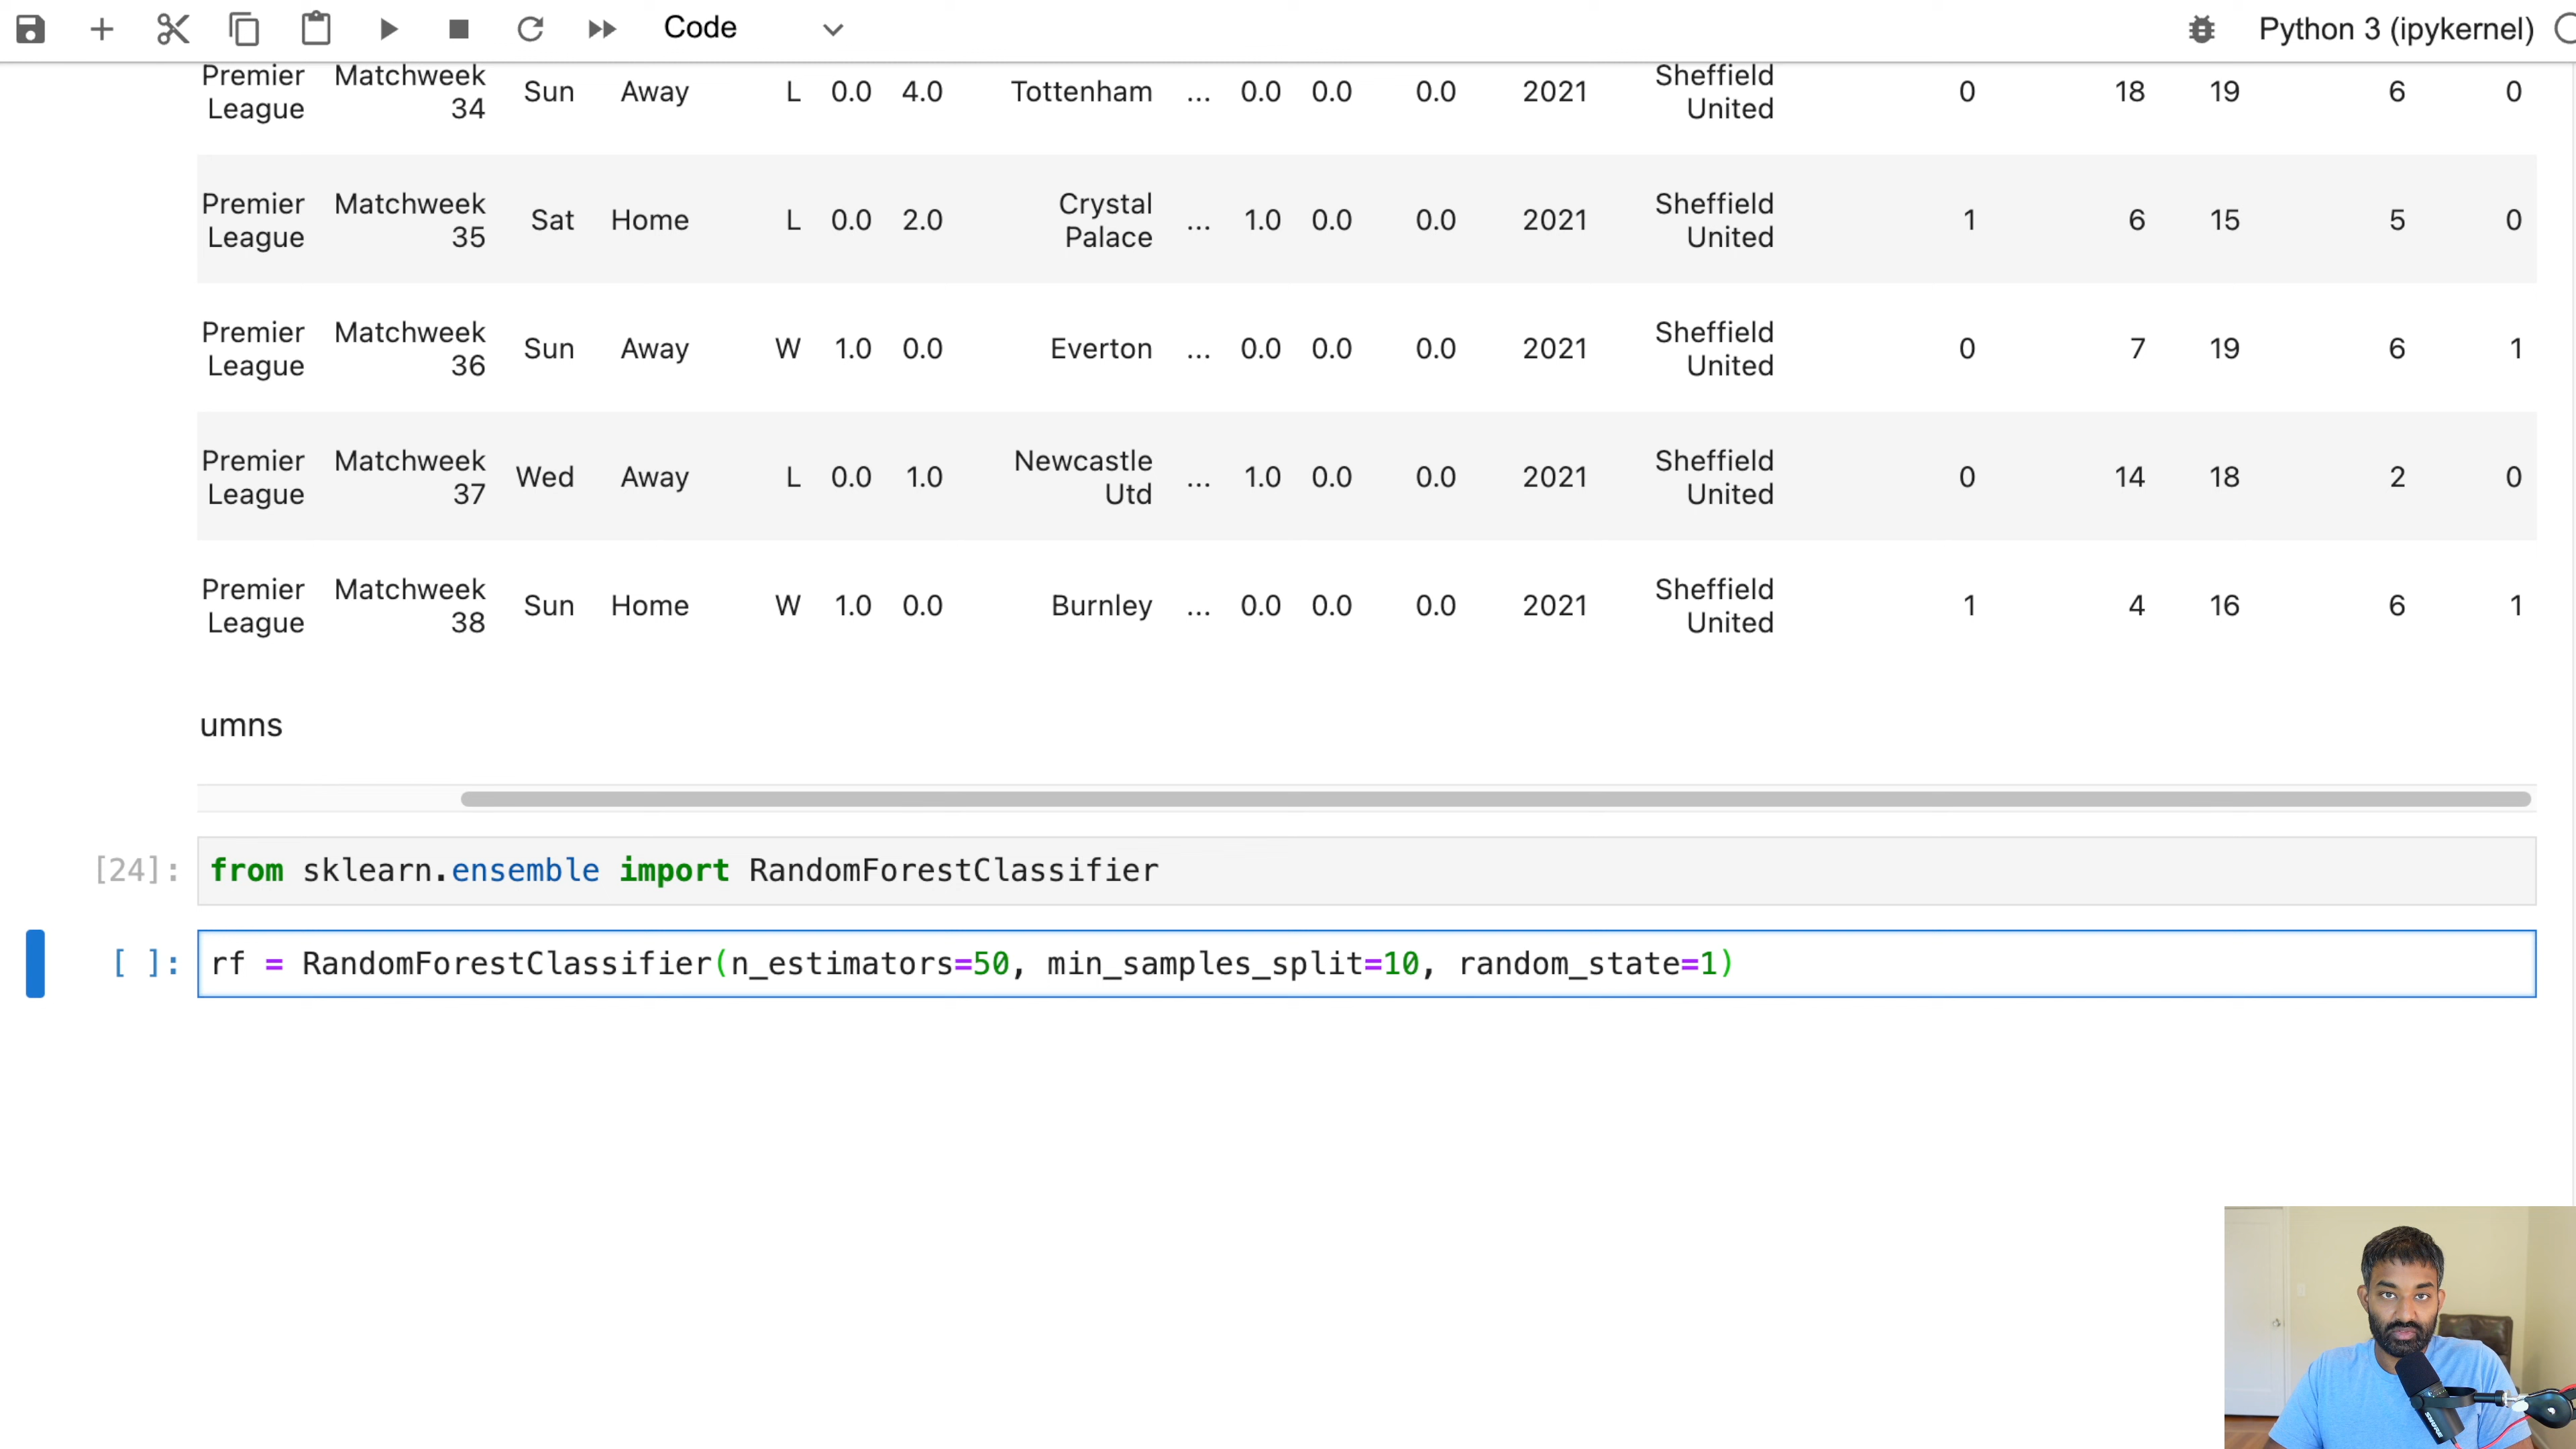 Code Python 3 (ipykernel)
Premier Matchweek Sheffield
League 34 Sun Away L 0.0 4.0 Tottenham ... 0.0 0.0 0.0 2021 United 0 18 19 6 0
Premier Matchweek Crystal Sheffield
League 35 Sat Home L 0.0 2.0 Palace ... 1.0 0.0 0.0 2021 United 1 6 15 5 0
Premier Matchweek Sheffield
League 36 Sun Away W 1.0 0.0 Everton ... 0.0 0.0 0.0 2021 United 0 7 19 6 1
Premier Matchweek Newcastle Sheffield
League 37 Wed Away L 0.0 1.0 Utd ... 1.0 0.0 0.0 2021 United 0 14 18 2 0
Premier Matchweek Sheffield
League 38 Sun Home W 1.0 0.0 Burnley ... 0.0 0.0 0.0 2021 United 1 4 16 6 1
umns
[24]: from sklearn.ensemble import RandomForestClassifier
[ ]: rf = RandomForestClassifier(n_estimators=50, min_samples_split=10, random_state=1)